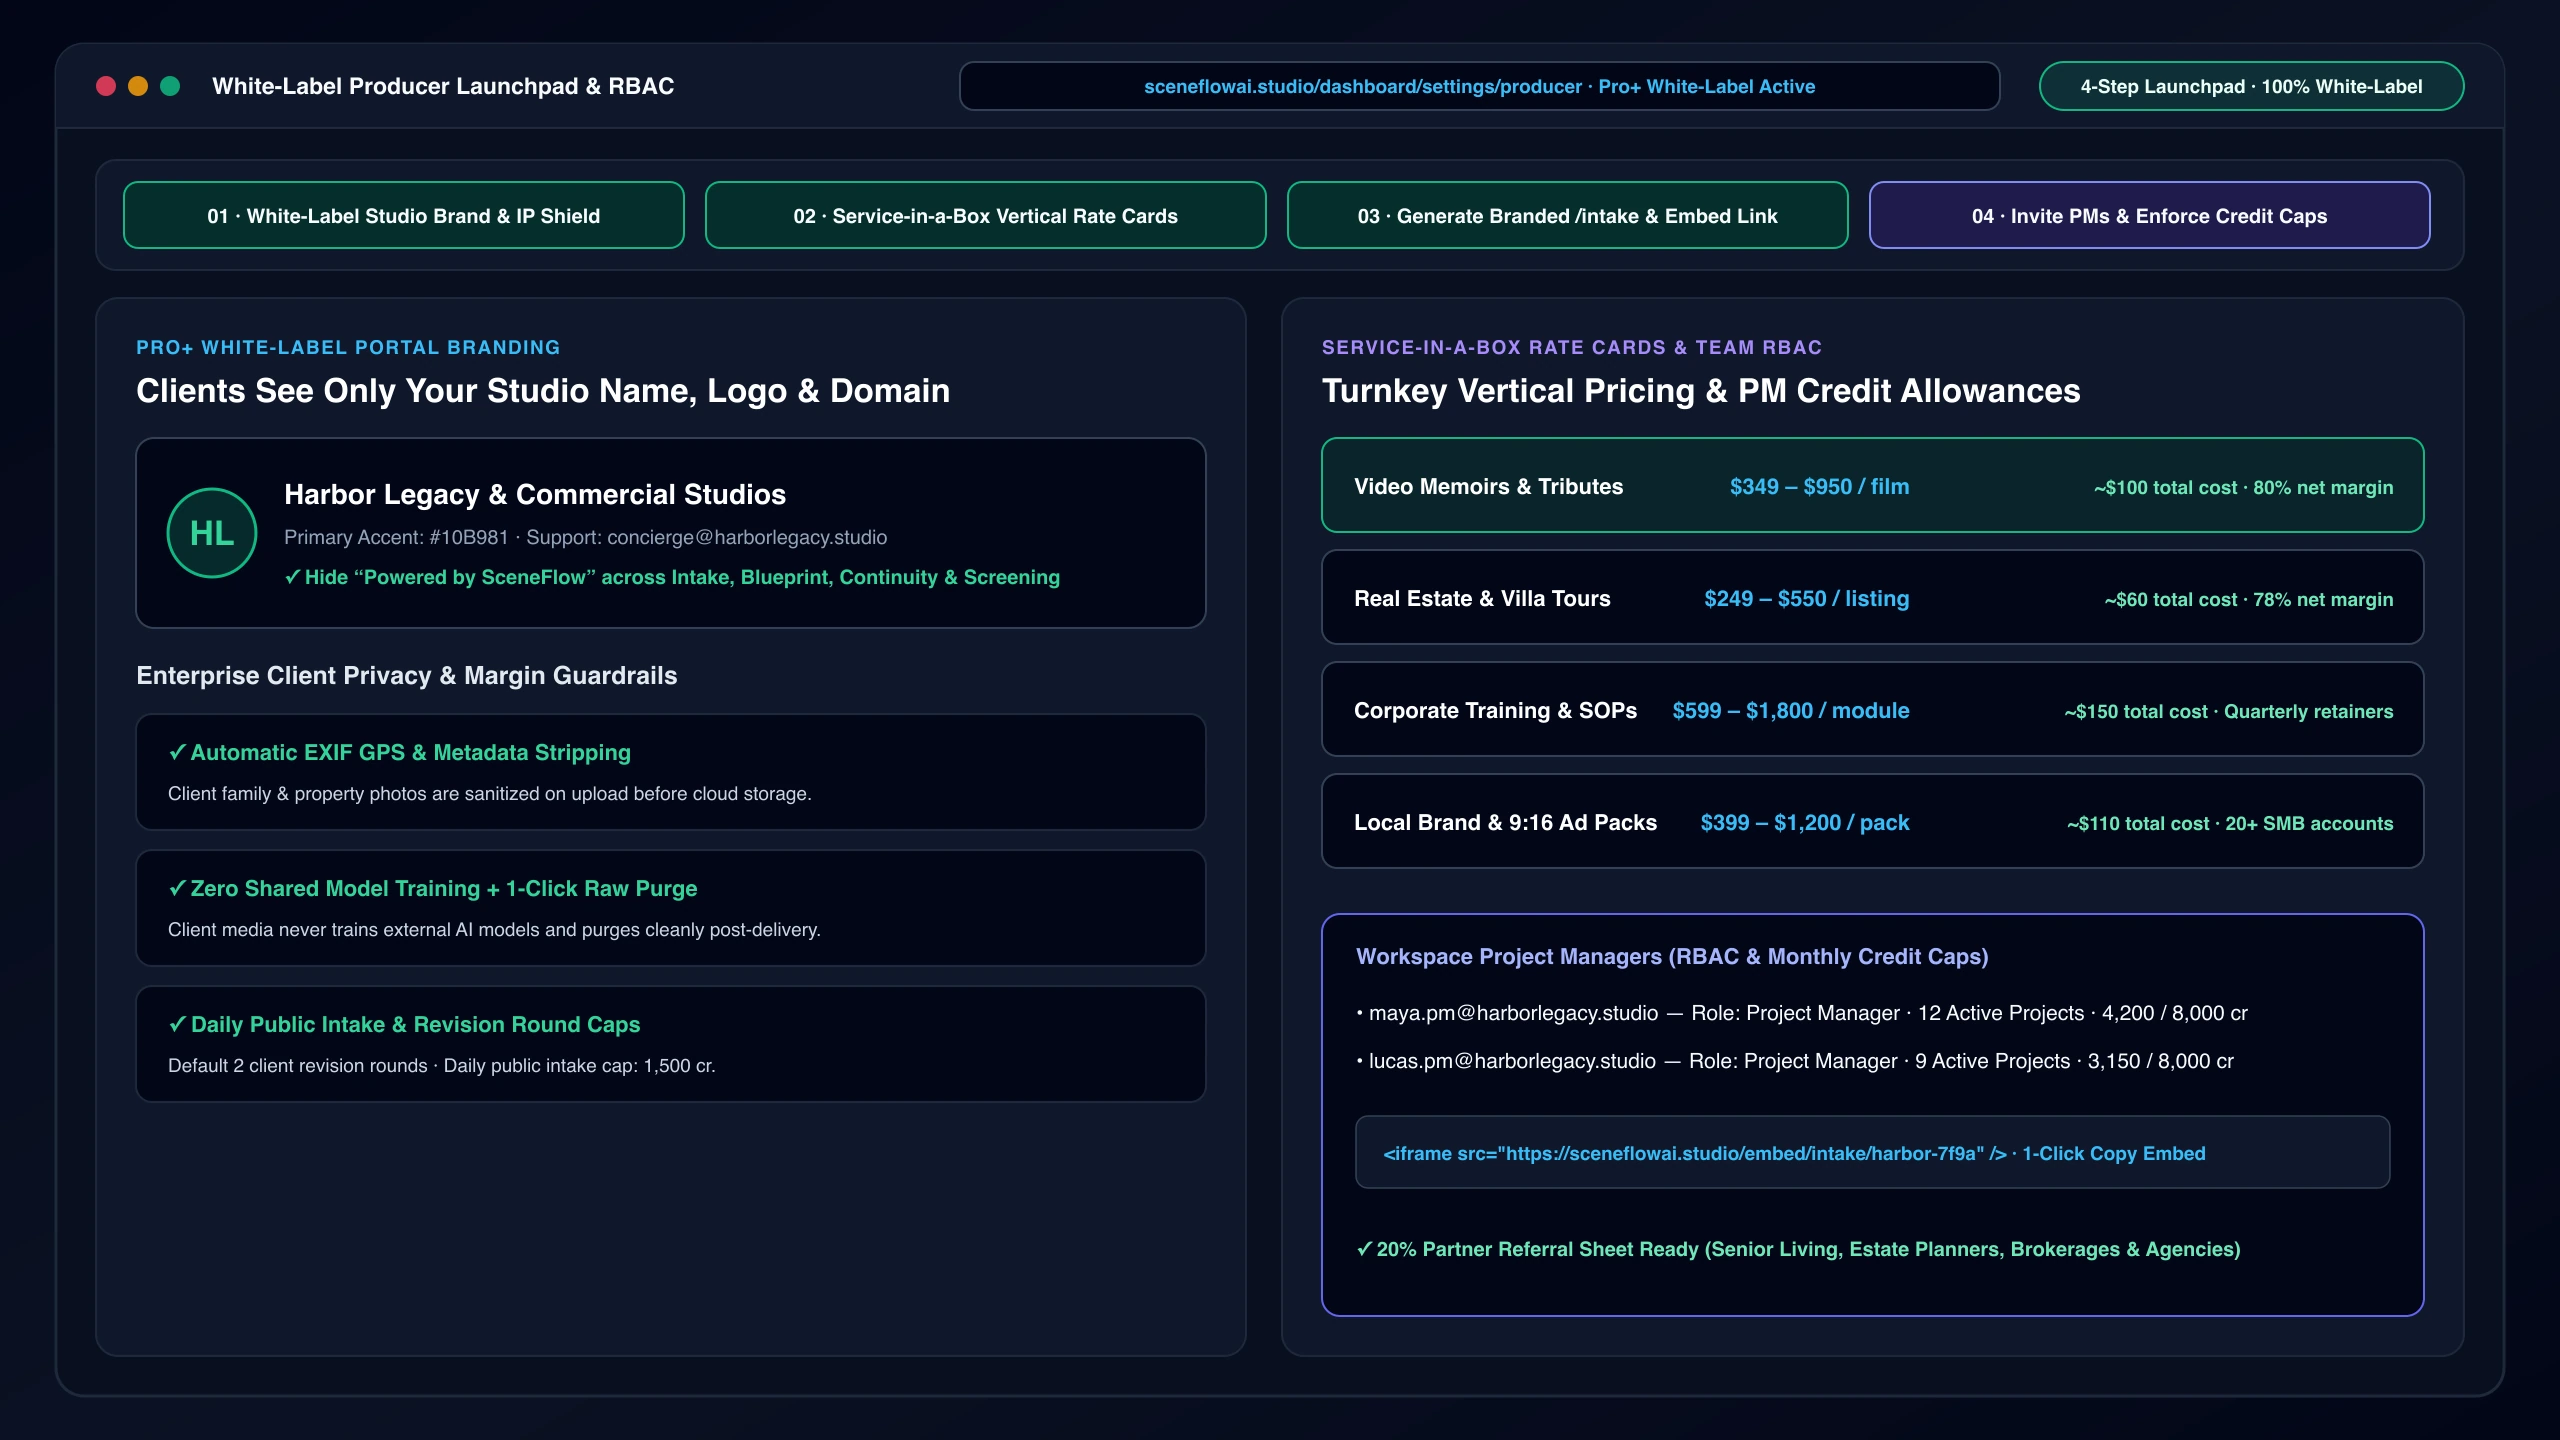 White-Label Producer Launchpad & RBAC
sceneflowai.studio/dashboard/settings/producer · Pro+ White-Label Active
4-Step Launchpad · 100% White-Label
01 · White-Label Studio Brand & IP Shield
02 · Service-in-a-Box Vertical Rate Cards
03 · Generate Branded /intake & Embed Link
04 · Invite PMs & Enforce Credit Caps
PRO+ WHITE-LABEL PORTAL BRANDING
Clients See Only Your Studio Name, Logo & Domain
HL
Harbor Legacy & Commercial Studios
Primary Accent: #10B981 · Support: concierge@harborlegacy.studio
✓ Hide “Powered by SceneFlow” across Intake, Blueprint, Continuity & Screening
Enterprise Client Privacy & Margin Guardrails
✓ Automatic EXIF GPS & Metadata Stripping
Client family & property photos are sanitized on upload before cloud storage.
✓ Zero Shared Model Training + 1-Click Raw Purge
Client media never trains external AI models and purges cleanly post-delivery.
✓ Daily Public Intake & Revision Round Caps
Default 2 client revision rounds · Daily public intake cap: 1,500 cr.
SERVICE-IN-A-BOX RATE CARDS & TEAM RBAC
Turnkey Vertical Pricing & PM Credit Allowances
Video Memoirs & Tributes $349 – $950 / film ~$100 total cost · 80% net margin
Real Estate & Villa Tours $249 – $550 / listing ~$60 total cost · 78% net margin
Corporate Training & SOPs $599 – $1,800 / module ~$150 total cost · Quarterly retainers
Local Brand & 9:16 Ad Packs $399 – $1,200 / pack ~$110 total cost · 20+ SMB accounts
Workspace Project Managers (RBAC & Monthly Credit Caps)
• maya.pm@harborlegacy.studio — Role: Project Manager · 12 Active Projects · 4,200 / 8,000 cr
• lucas.pm@harborlegacy.studio — Role: Project Manager · 9 Active Projects · 3,150 / 8,000 cr
<iframe src="https://sceneflowai.studio/embed/intake/harbor-7f9a" /> · 1-Click Copy Embed
✓ 20% Partner Referral Sheet Ready (Senior Living, Estate Planners, Brokerages & Agencies)